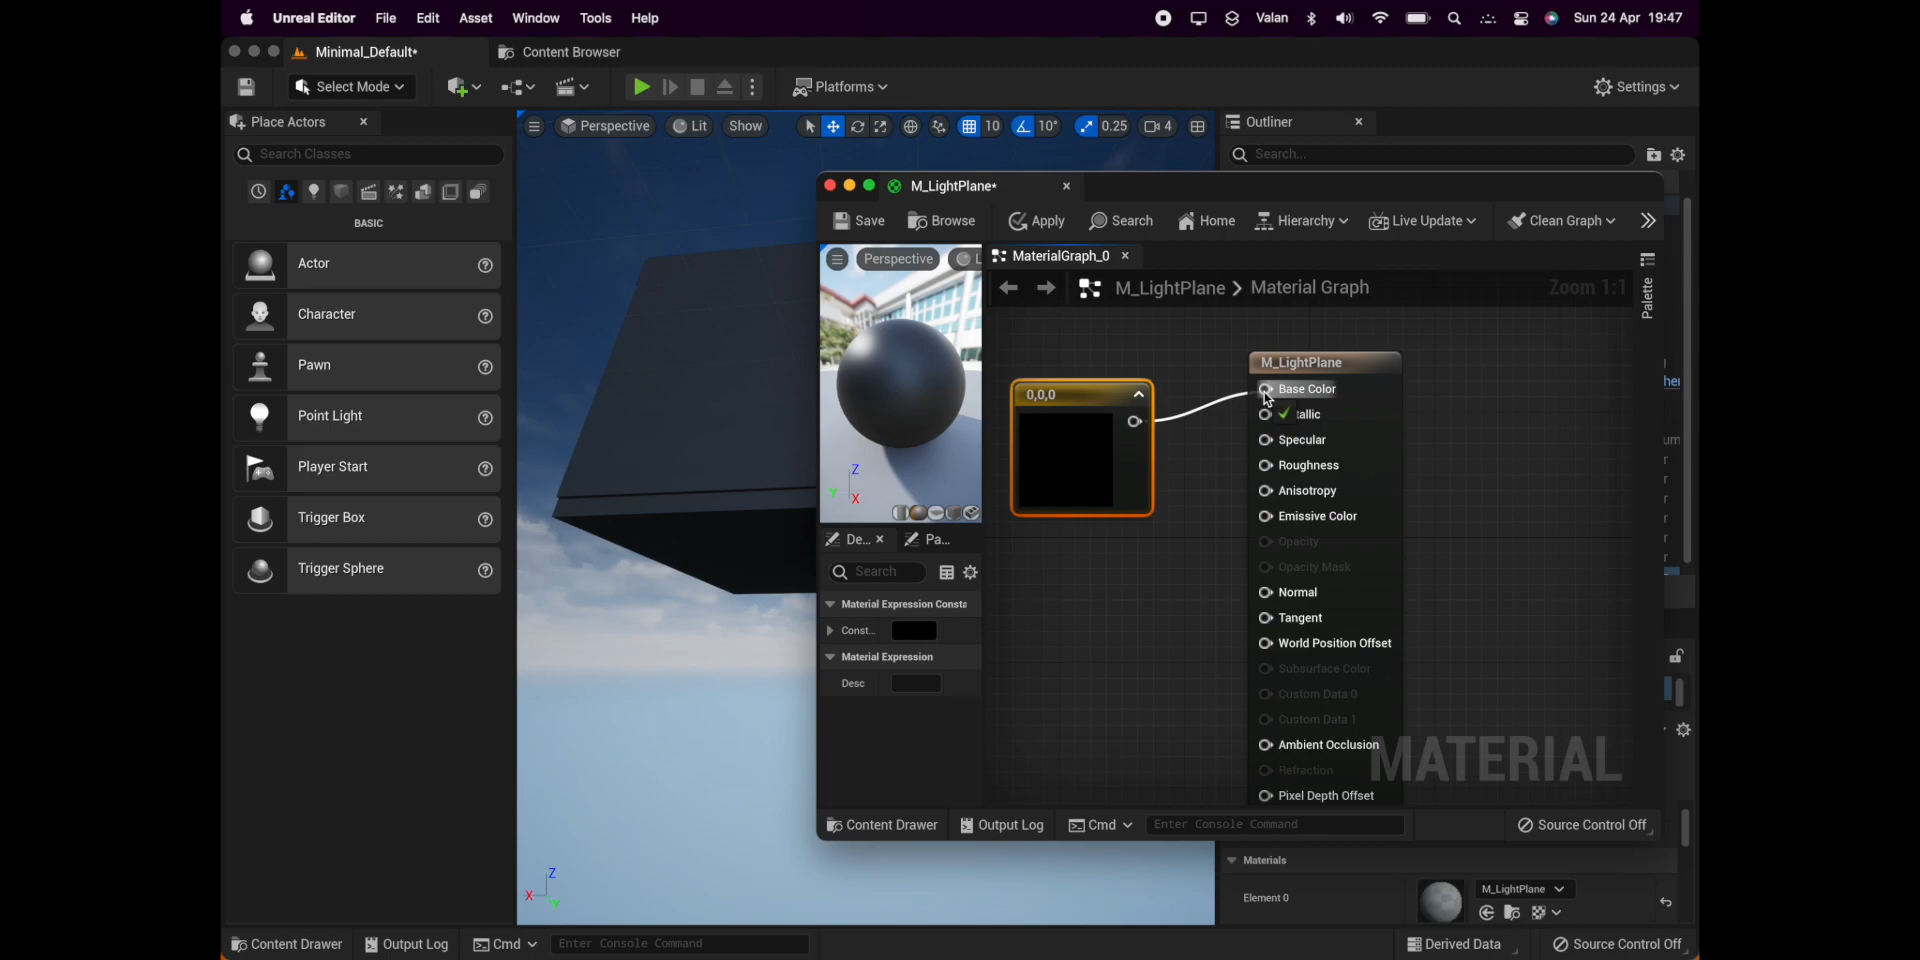 Unreal Editor File Edit Asset Window Tools Help
Valan Sun 24 Apr 19:47
Minimal_Default* Content Browser
Select Mode Platforms Settings
Place Actors
Search Classes
BASIC
Actor
Character
Pawn
Point Light
Player Start
Trigger Box
Trigger Sphere
Perspective Lit Show 10 10° 0.25 4
Outliner
Search...
M_LightPlane*
Save Browse Apply Search Home Hierarchy Live Update Clean Graph
Perspective L
MaterialGraph_0
M_LightPlane > Material Graph Zoom 1:1
Palette
0,0,0
M_LightPlane
Base Color
tallic
Specular
Roughness
Anisotropy
Emissive Color
Opacity
Opacity Mask
Normal
Tangent
World Position Offset
Subsurface Color
Custom Data 0
Custom Data 1
Ambient Occlusion
Refraction
Pixel Depth Offset
MATERIAL
Z
Y
X
De... Pa...
Search
Material Expression Consta
Const...
Material Expression
Desc
Content Drawer Output Log Cmd Enter Console Command Source Control Off
her
um
r
r
r
r
r
Z
X
Y
Materials
Element 0 M_LightPlane
Content Drawer Output Log Cmd Enter Console Command Derived Data Source Control Off